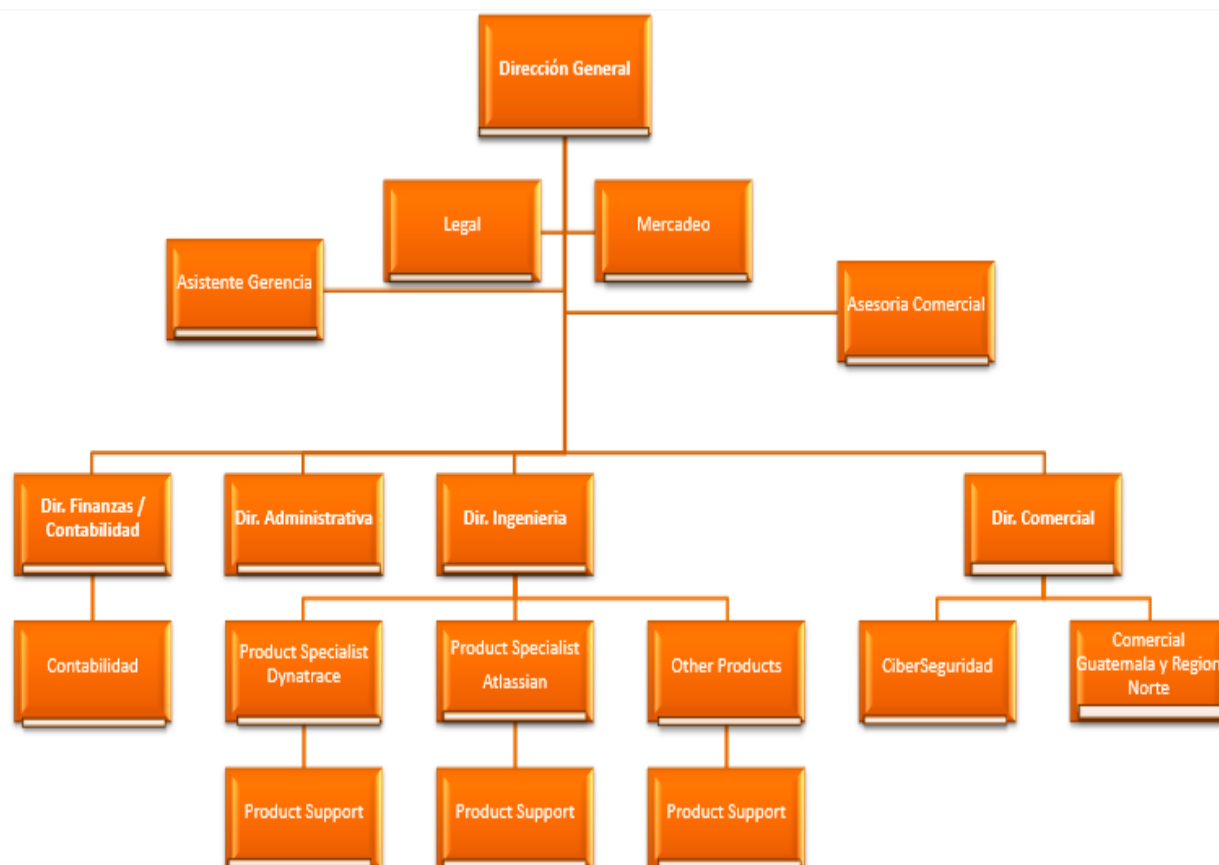 Dirección General
Legal
Mercadeo
Asistente Gerencia
Asesoria Comercial
Dir. Finanzas /
Contabilidad
Dir. Administrativa
Dir. Ingenieria
Dir. Comercial
Contabilidad
Product Specialist
Dynatrace
Product Specialist
Atlassian
Other Products
CiberSeguridad
Comercial
Guatemala y Region
Norte
Product Support
Product Support
Product Support